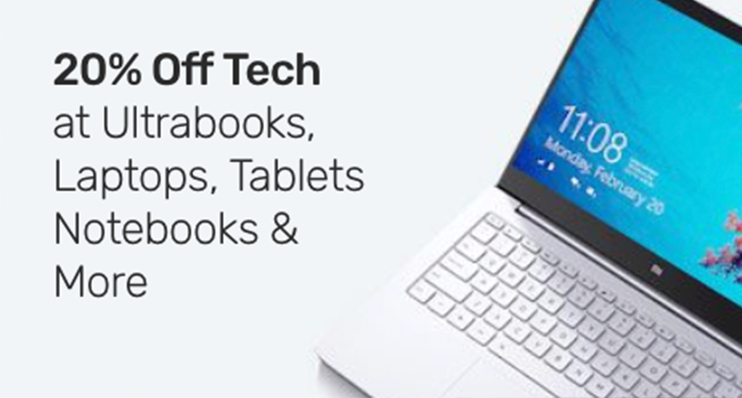 20% Off Tech
at Ultrabooks,
Laptops, Tablets
Notebooks &
More
11:08
Monday, February 20